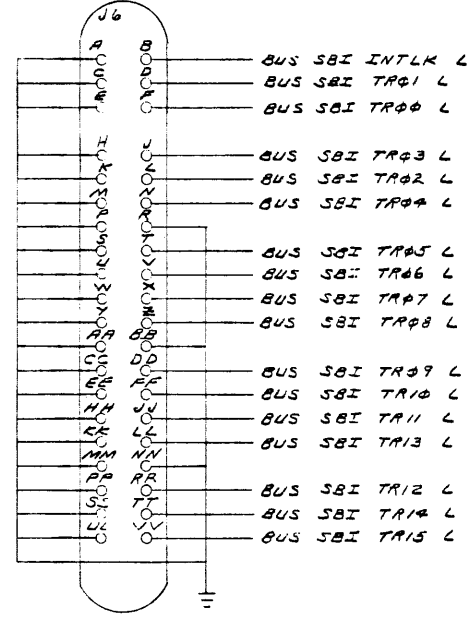 J6
A B
BUS SBI INTLK L
C D
BUS SBI TRØ1 L
E F
BUS SBI TRØØ L
H J
BUS SBI TRØ3 L
K L
BUS SBI TRØ2 L
M N
BUS SBI TRØ4 L
P R
S T
BUS SBI TRØ5 L
U V
BUS SBI TRØ6 L
W X
BUS SBI TRØ7 L
Y Z
BUS SBI TRØ8 L
AA BB
CC DD
BUS SBI TRØ9 L
EE FF
BUS SBI TR1Ø L
HH JJ
BUS SBI TR11 L
KK LL
BUS SBI TR13 L
MM NN
PP RR
BUS SBI TR12 L
SS TT
BUS SBI TR14 L
UU VV
BUS SBI TR15 L